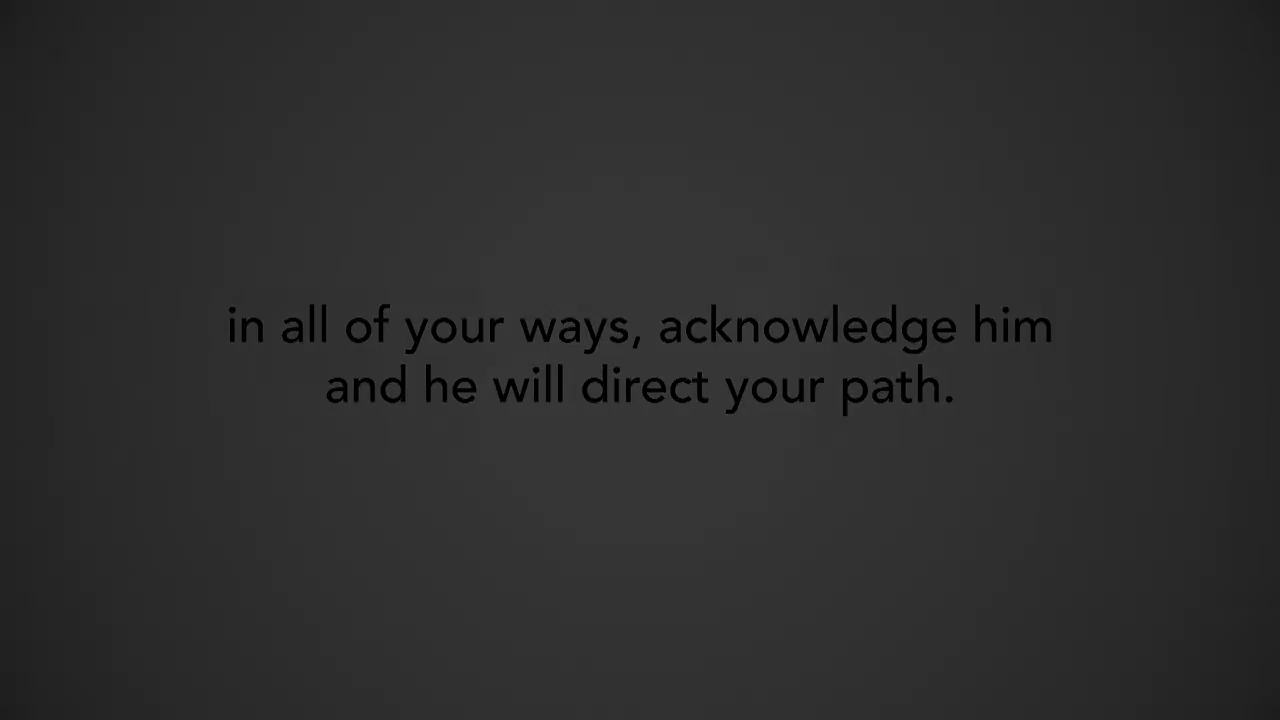 in all of your ways, acknowledge him
and he will direct your path.